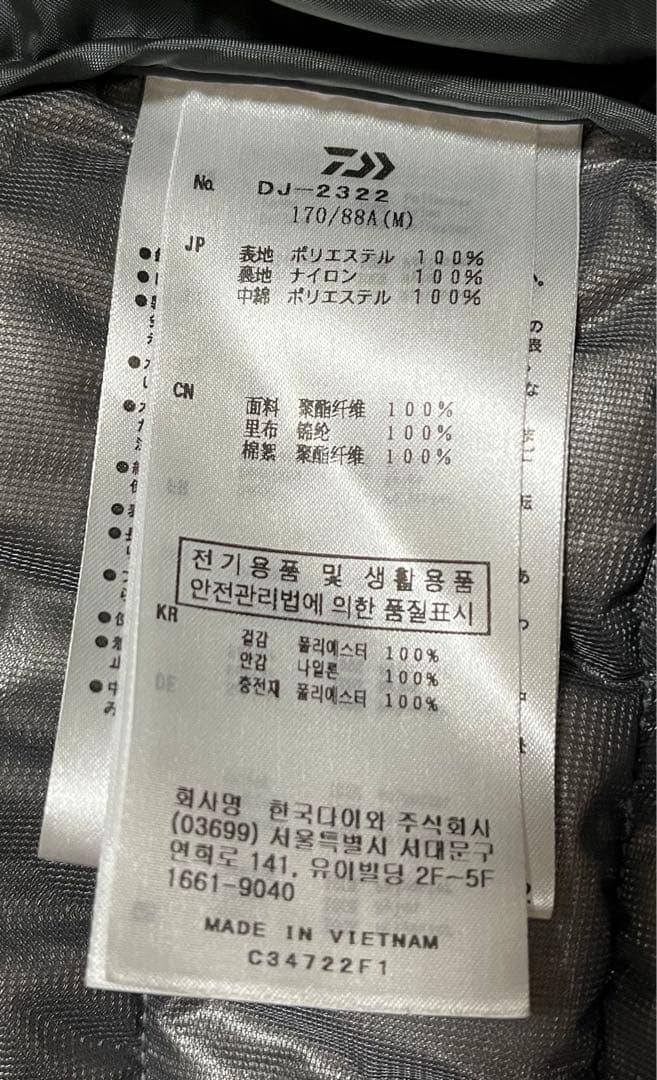 No. DJ-2322
170/88A(M)
JP
表地 ポリエステル 100%
裏地 ナイロン 100%
中綿 ポリエステル 100%
CN
面料 聚酯纤维 100%
里布 锦纶 100%
棉絮 聚酯纤维 100%
전기용품 및 생활용품
안전관리법에 의한 품질표시
KR
겉감 폴리에스터 100%
안감 나일론 100%
충전재 폴리에스터 100%
회사명 한국다이와 주식회사
(03699) 서울특별시 서대문구
연희로 141, 유이빌딩 2F~5F
1661-9040
MADE IN VIETNAM
C34722F1